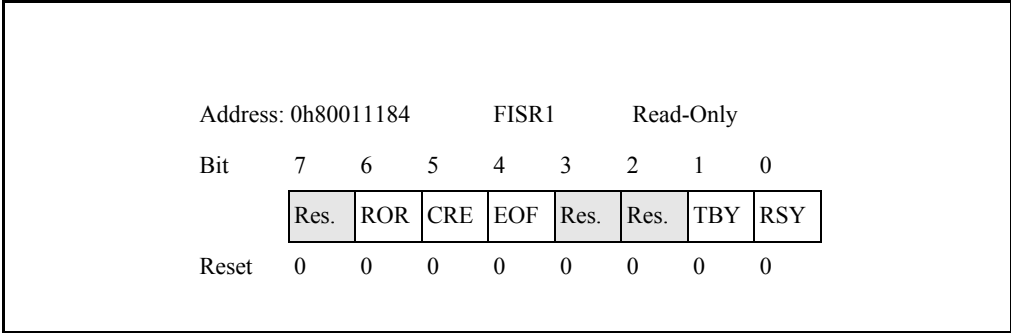 Address: 0h80011184 FISR1 Read-Only
Bit 7 6 5 4 3 2 1 0
Res. ROR CRE EOF Res. Res. TBY RSY
Reset 0 0 0 0 0 0 0 0